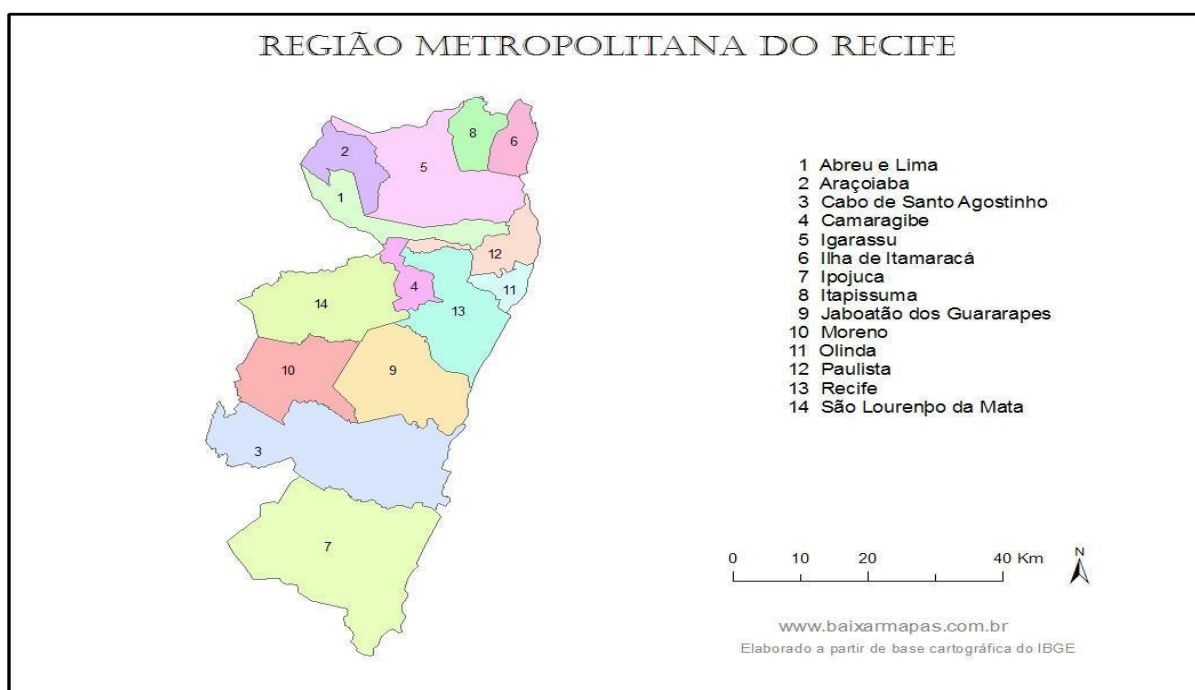 REGIÃO METROPOLITANA DO RECIFE
8
6
2
5
1
12
4
11
14
13
10
9
3
7
1 Abreu e Lima
2 Araçoiaba
3 Cabo de Santo Agostinho
4 Camaragibe
5 Igarassu
6 Ilha de Itamaracá
7 Ipojuca
8 Itapissuma
9 Jaboatão dos Guararapes
10 Moreno
11 Olinda
12 Paulista
13 Recife
14 São Lourenþo da Mata
0 10 20 40 Km
N
www.baixarmapas.com.br
Elaborado a partir de base cartográfica do IBGE